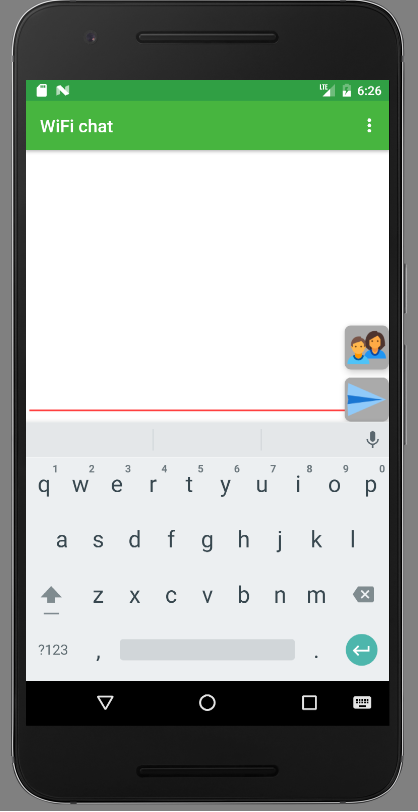 LTE 6:26
WiFi chat
1 2 3 4 5 6 7 8 9 0
q w e r t y u i o p
a s d f g h j k l
z x c v b n m
?123 , .